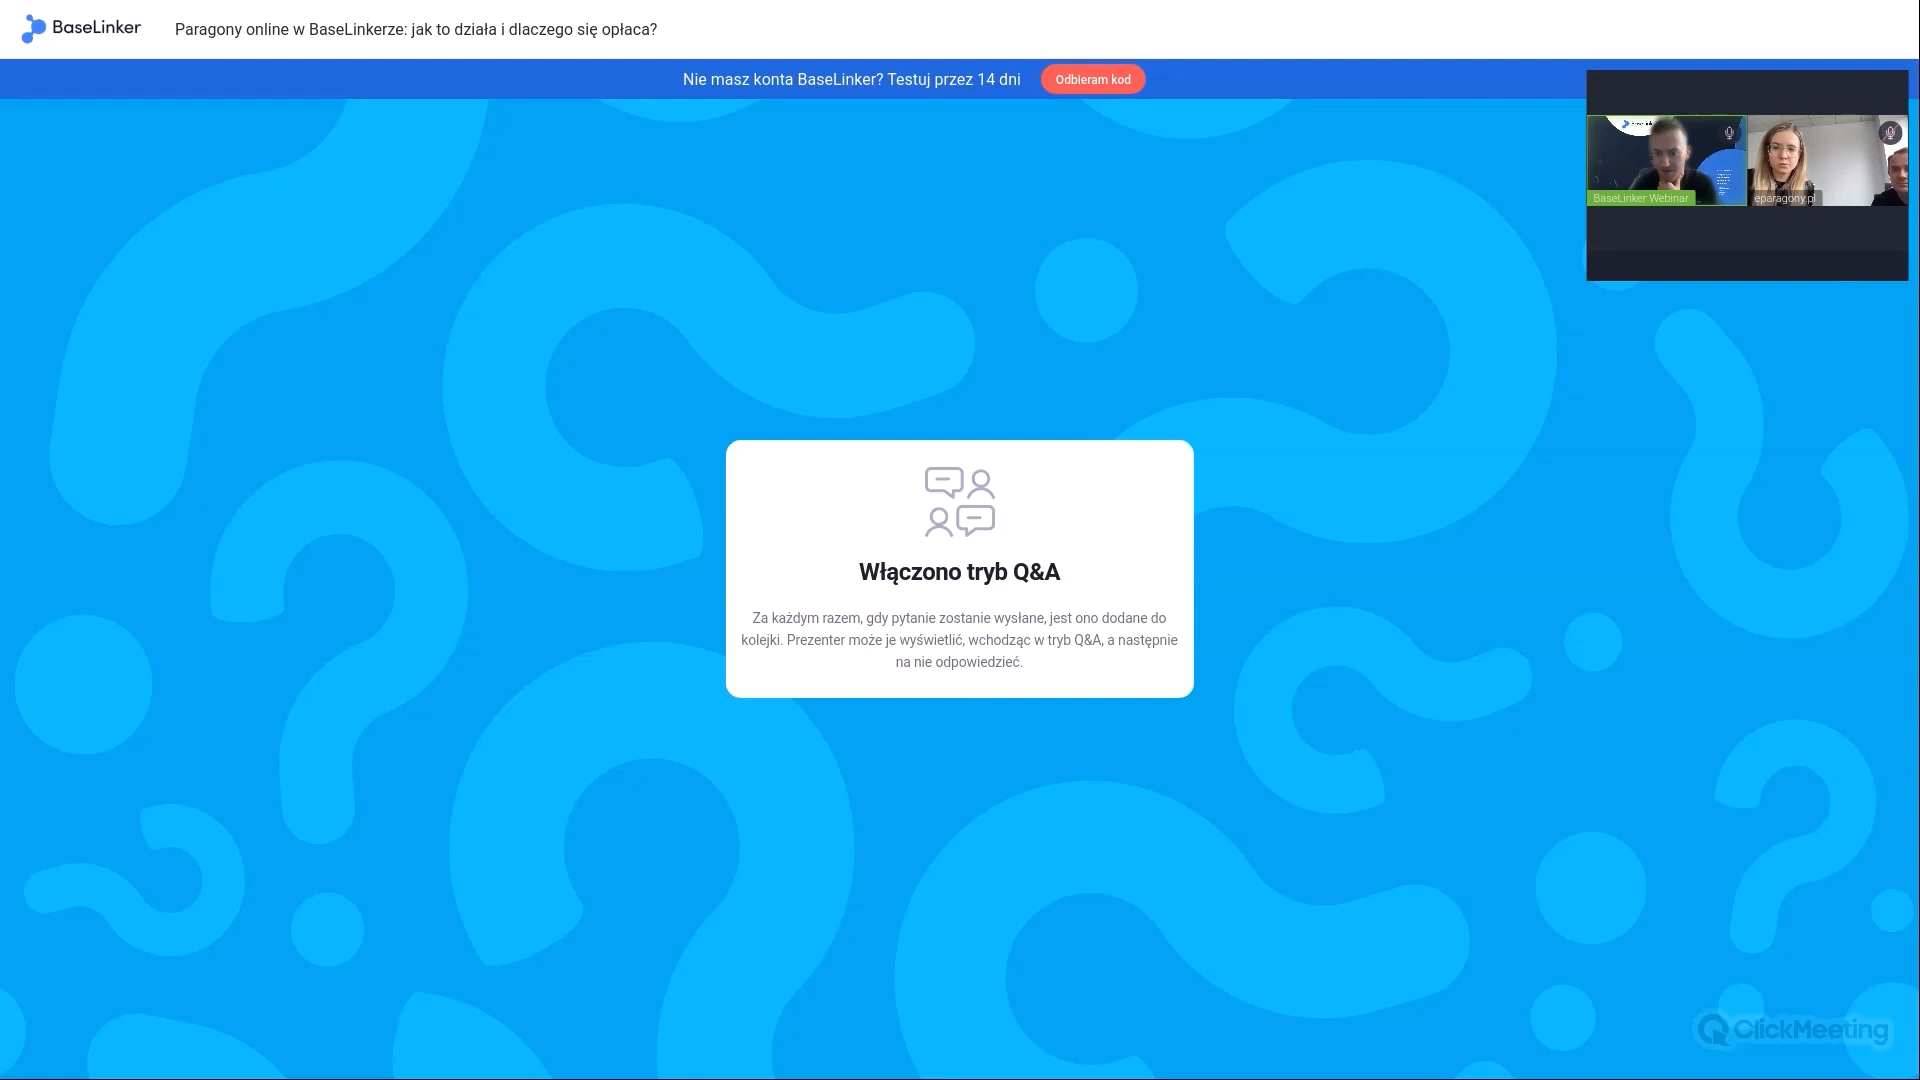 BaseLinker
Paragony online w BaseLinkerze: jak to działa i dlaczego się opłaca?
Nie masz konta BaseLinker? Testuj przez 14 dni
Odbieram kod
BaseLinker Webinar
eparagony.pl
Włączono tryb Q&A
Za każdym razem, gdy pytanie zostanie wysłane, jest ono dodane do
kolejki. Prezenter może je wyświetlić, wchodząc w tryb Q&A, a następnie
na nie odpowiedzieć.
ClickMeeting